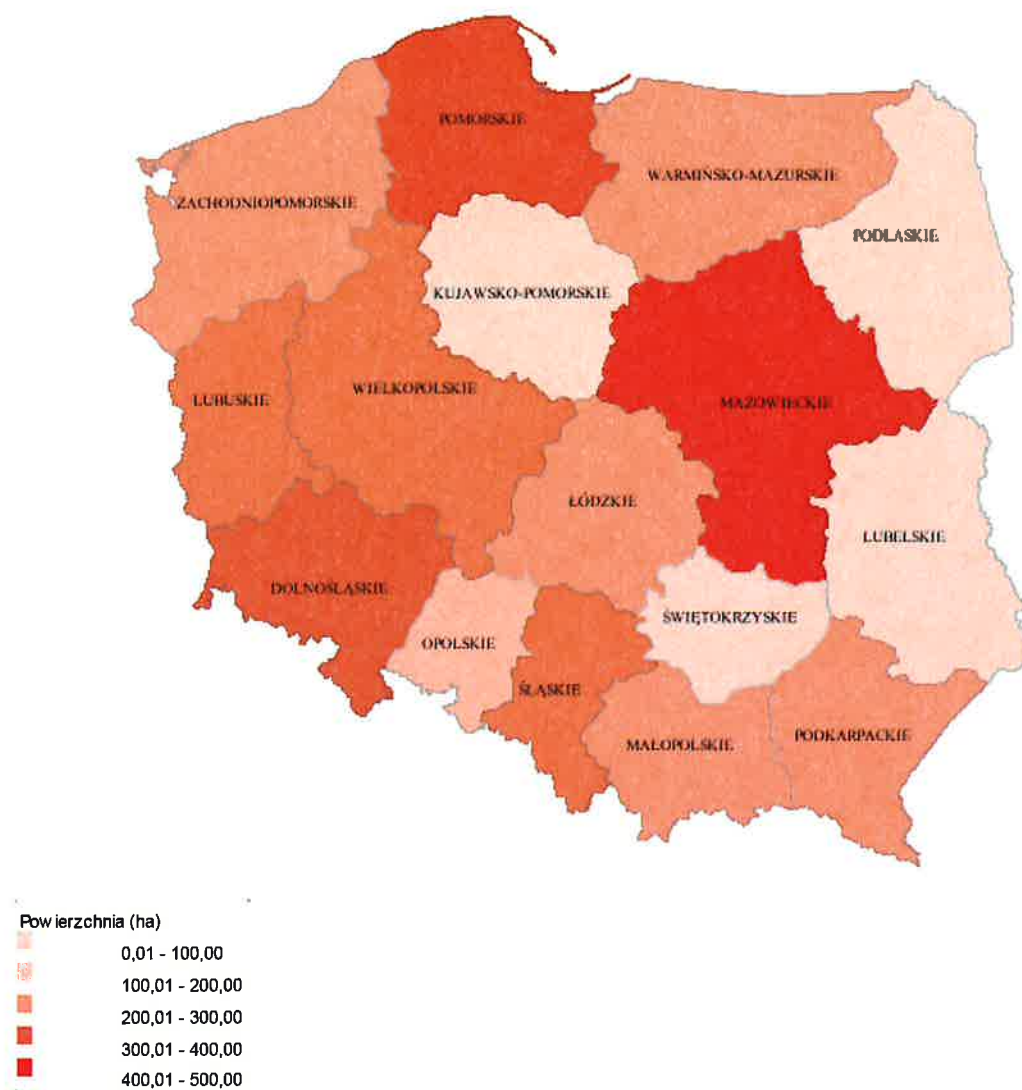 POMORSKIE
WARMIŃSKO-MAZURSKIE
ZACHODNIOPOMORSKIE
PODLASKIE
KUJAWSKO-POMORSKIE
LUBUSKIE
WIELKOPOLSKIE
MAZOWIECKIE
ŁÓDZKIE
LUBELSKIE
DOLNOŚLĄSKIE
ŚWIĘTOKRZYSKIE
OPOLSKIE
ŚLĄSKIE
MAŁOPOLSKIE
PODKARPACKIE
Powierzchnia (ha)
0,01 - 100,00
100,01 - 200,00
200,01 - 300,00
300,01 - 400,00
400,01 - 500,00